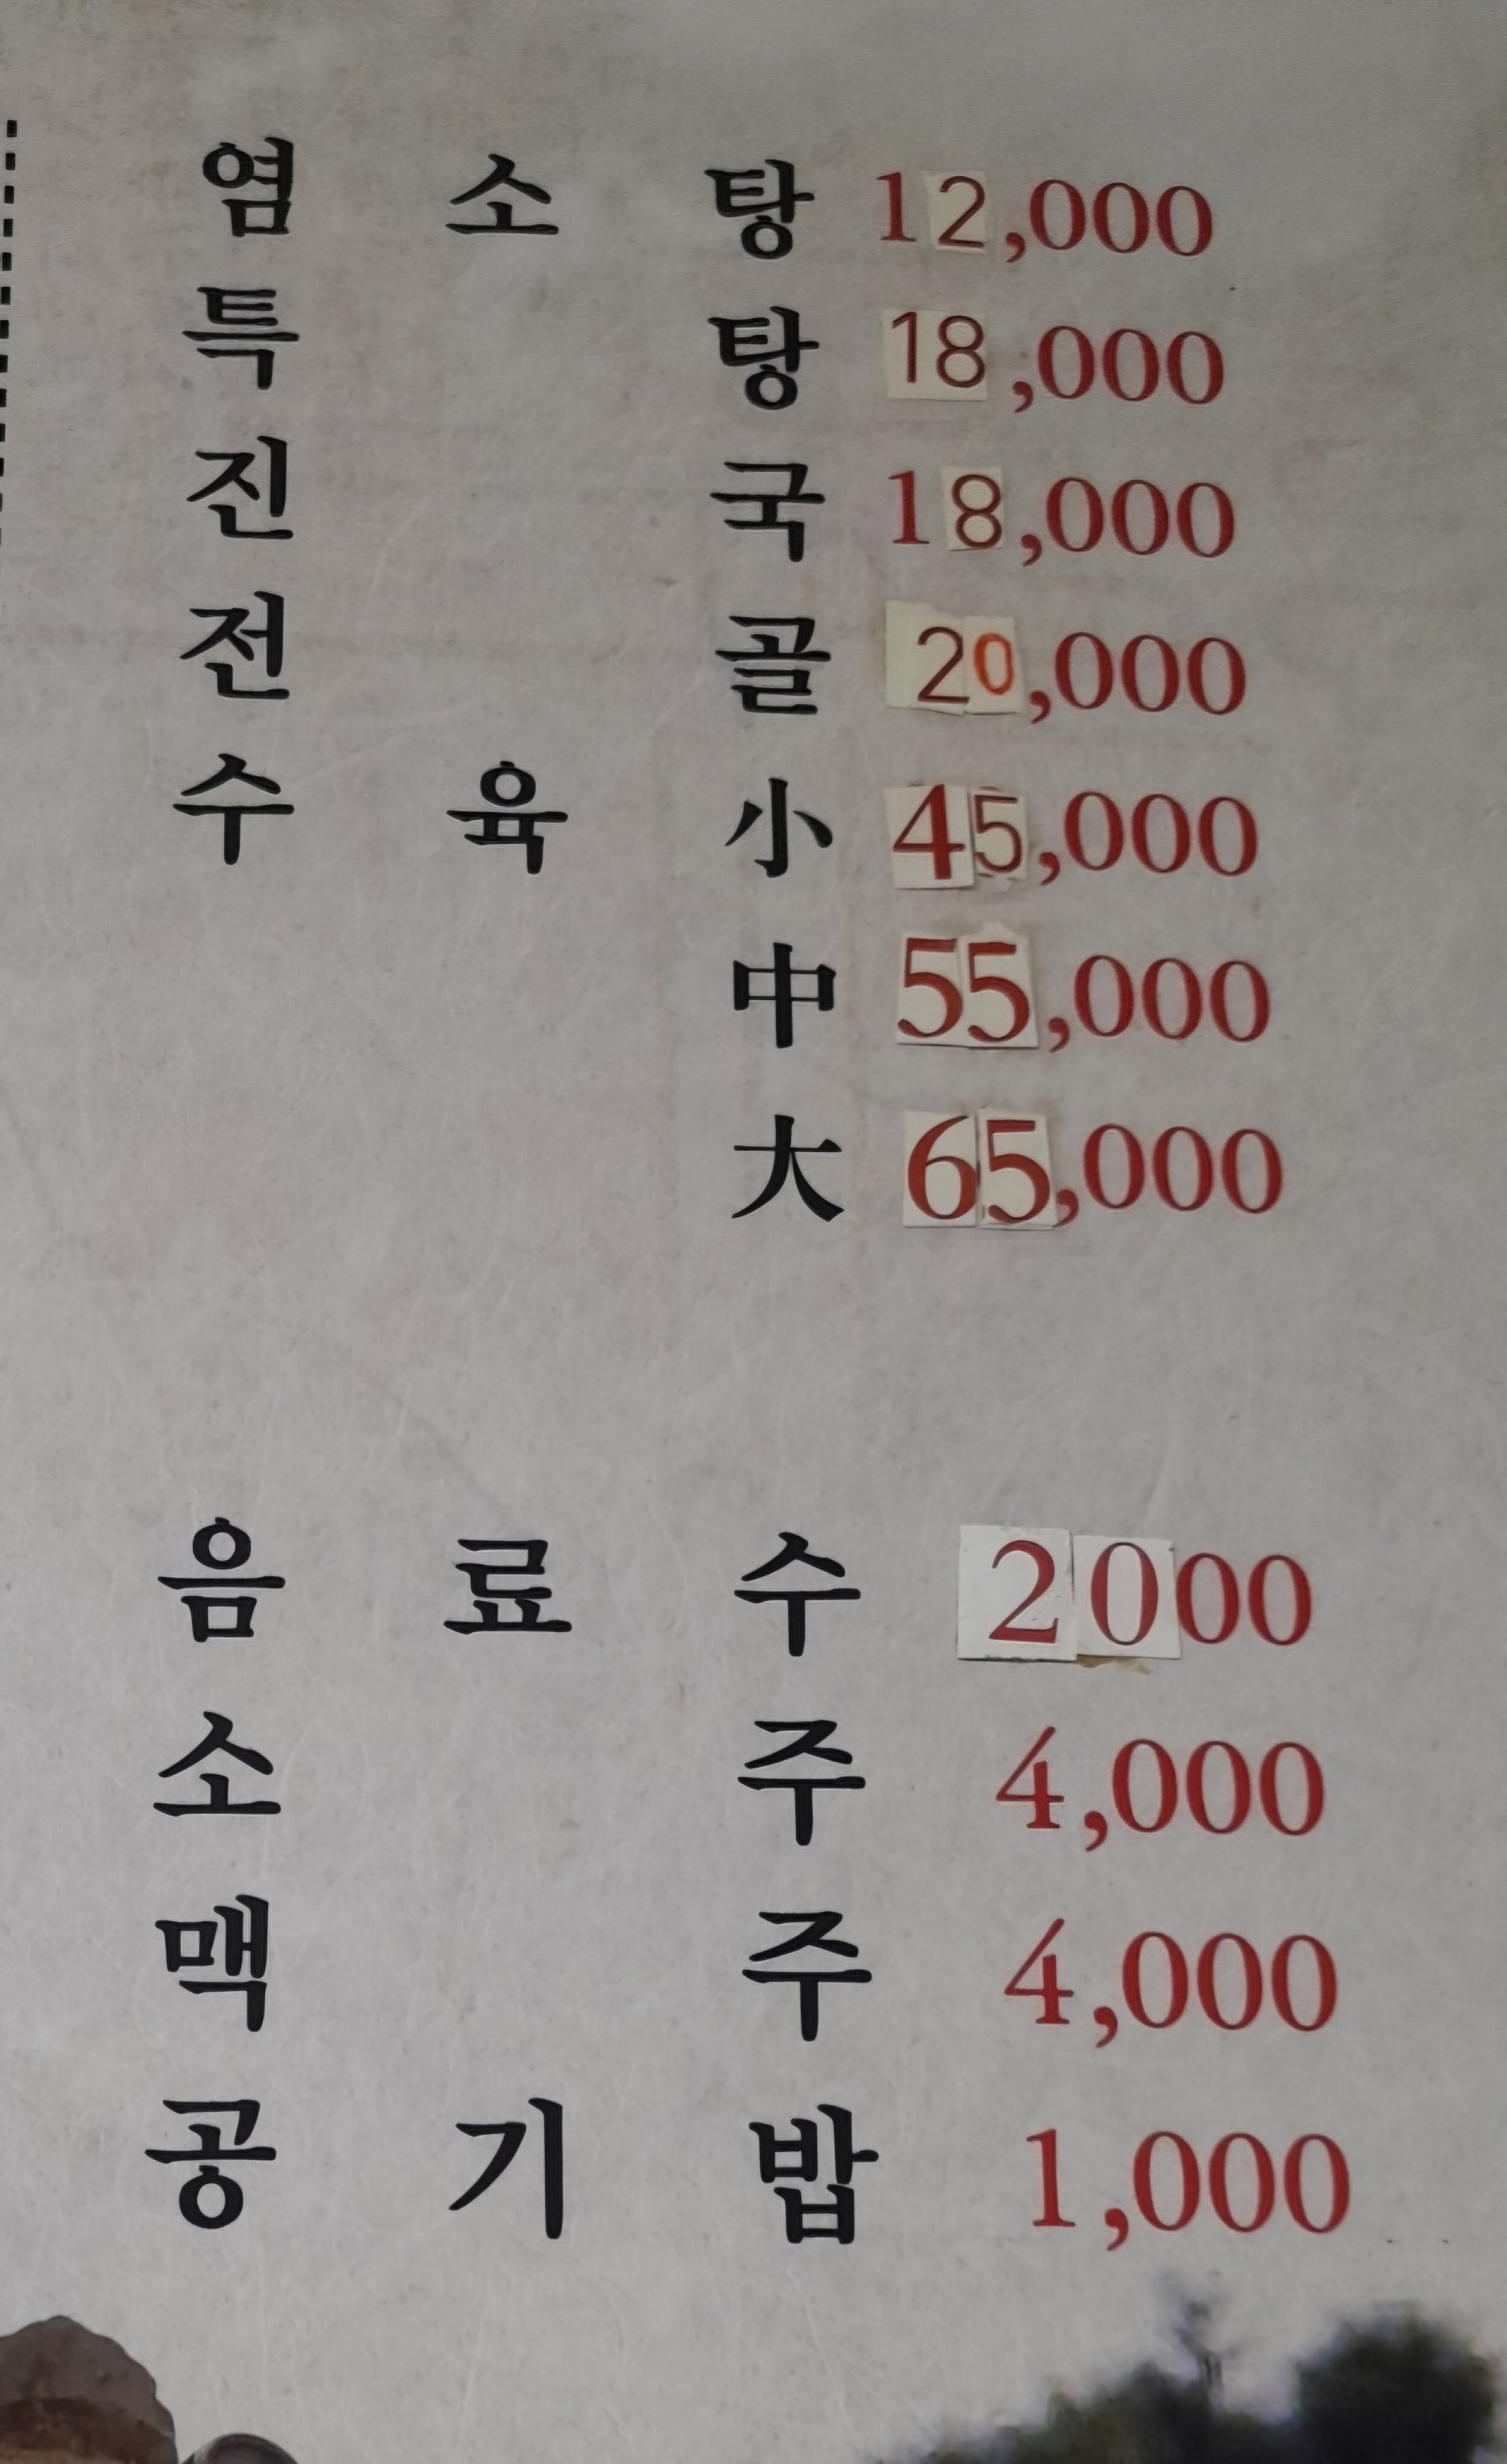 염 소 탕 12,000
특 탕 18,000
진 국 18,000
전 골 20,000
수 육 小 45,000
中 55,000
大 65,000
음 료 수 2000
소 주 4,000
맥 주 4,000
공 기 밥 1,000